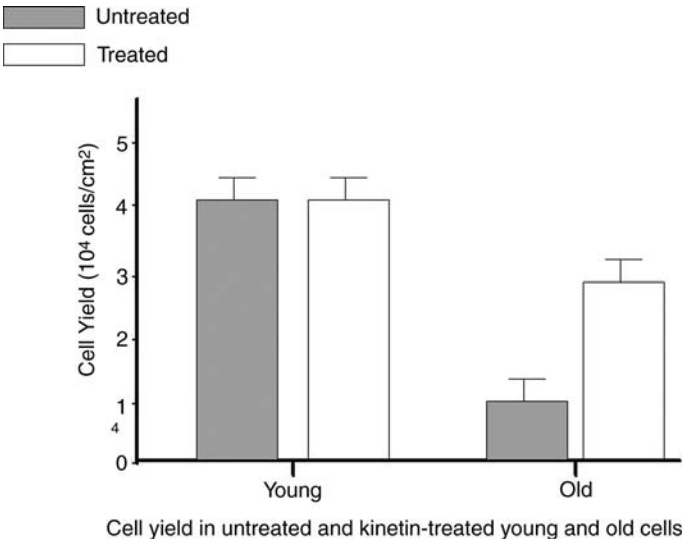 Untreated
Treated
Cell Yield (10⁴ cells/cm²)
5
4
3
2
1
4
0
Young Old
Cell yield in untreated and kinetin-treated young and old cells